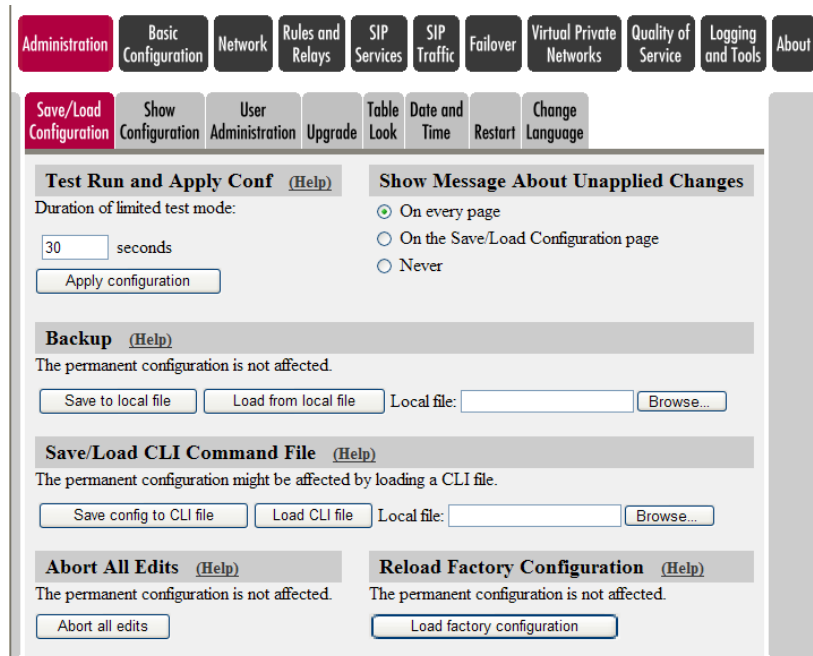 Administration
Basic Configuration
Network
Rules and Relays
SIP Services
SIP Traffic
Failover
Virtual Private Networks
Quality of Service
Logging and Tools
About
Save/Load Configuration
Show Configuration
User Administration
Upgrade
Table Look
Date and Time
Restart
Change Language
Test Run and Apply Conf (Help)
Duration of limited test mode:
30 seconds
Apply configuration
Show Message About Unapplied Changes
On every page
On the Save/Load Configuration page
Never
Backup (Help)
The permanent configuration is not affected.
Save to local file Load from local file Local file: Browse...
Save/Load CLI Command File (Help)
The permanent configuration might be affected by loading a CLI file.
Save config to CLI file Load CLI file Local file: Browse...
Abort All Edits (Help)
The permanent configuration is not affected.
Abort all edits
Reload Factory Configuration (Help)
The permanent configuration is not affected.
Load factory configuration